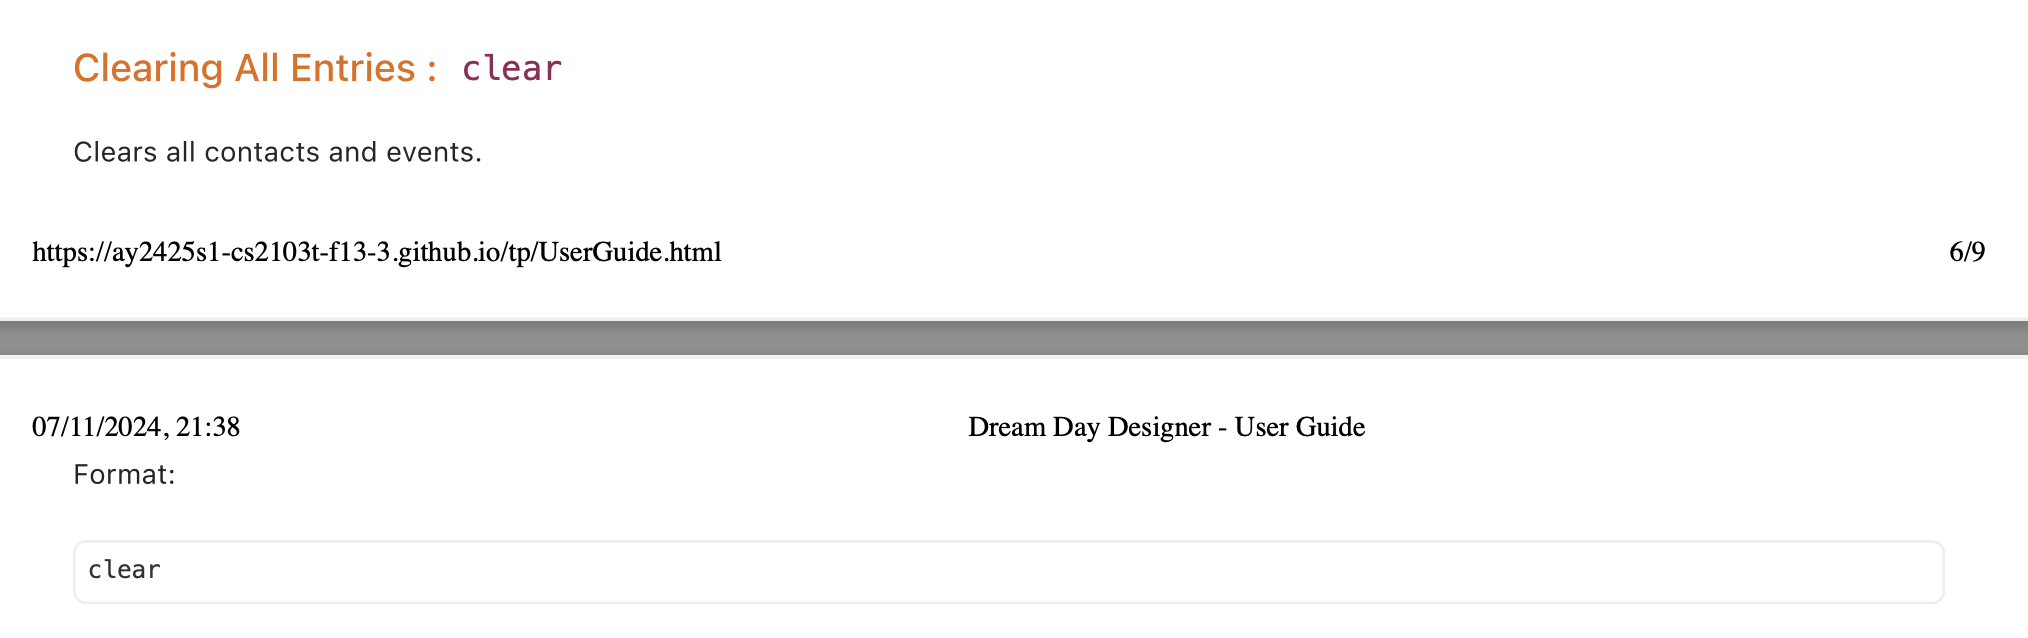 Clearing All Entries : clear
Clears all contacts and events.
https://ay2425s1-cs2103t-f13-3.github.io/tp/UserGuide.html 6/9
07/11/2024, 21:38 Dream Day Designer - User Guide
Format:
clear